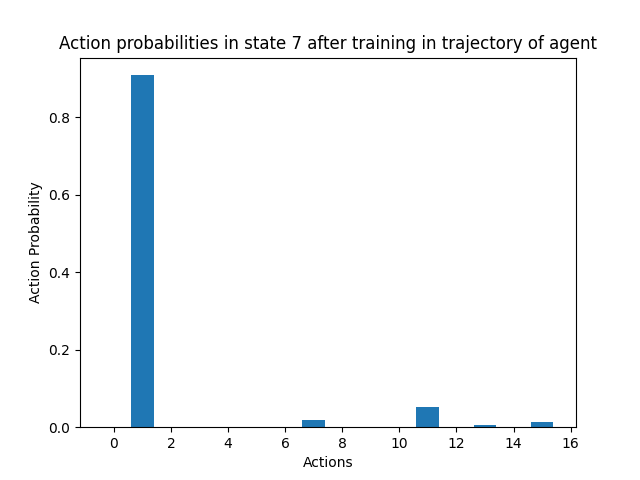 Action probabilities in state 7 after training in trajectory of agent
0.8
0.6
0.4
0.2
0.0
Action Probability
0 2 4 6 8 10 12 14 16
Actions